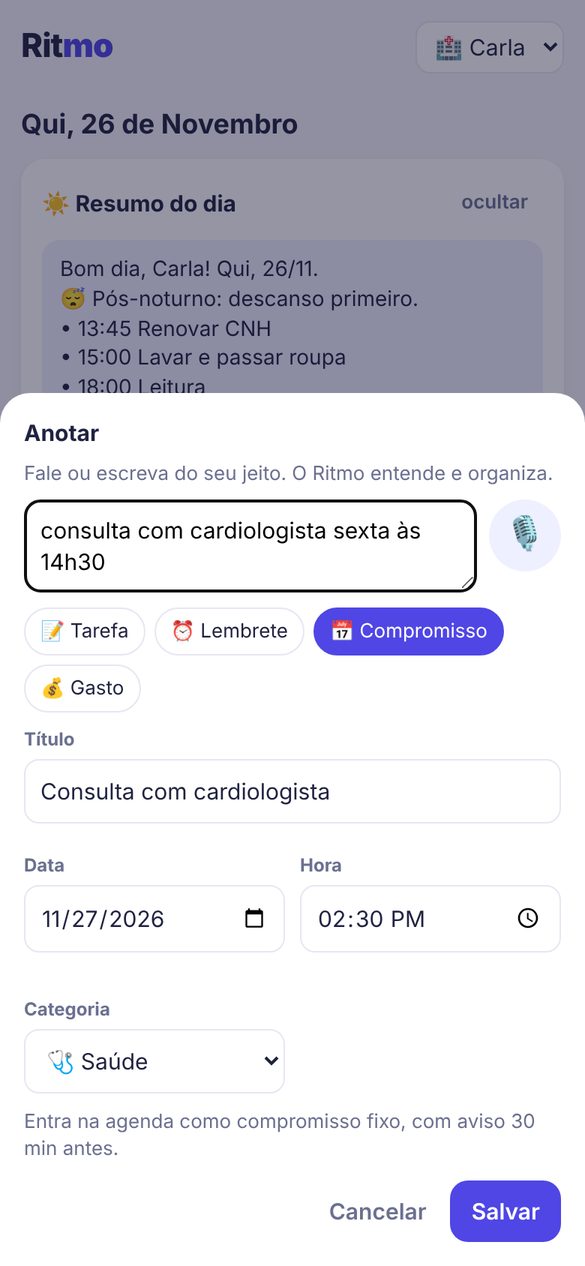 Ritmo
🏥 Carla
Qui, 26 de Novembro
☀️ Resumo do dia
ocultar
Bom dia, Carla! Qui, 26/11.
😴 Pós-noturno: descanso primeiro.
• 13:45 Renovar CNH
• 15:00 Lavar e passar roupa
• 18:00 Leitura
Anotar
Fale ou escreva do seu jeito. O Ritmo entende e organiza.
consulta com cardiologista sexta às
14h30
📝 Tarefa
⏰ Lembrete
📅 Compromisso
💰 Gasto
Título
Consulta com cardiologista
Data
Hora
11/27/2026
02:30 PM
Categoria
🩺 Saúde
Entra na agenda como compromisso fixo, com aviso 30
min antes.
Cancelar
Salvar